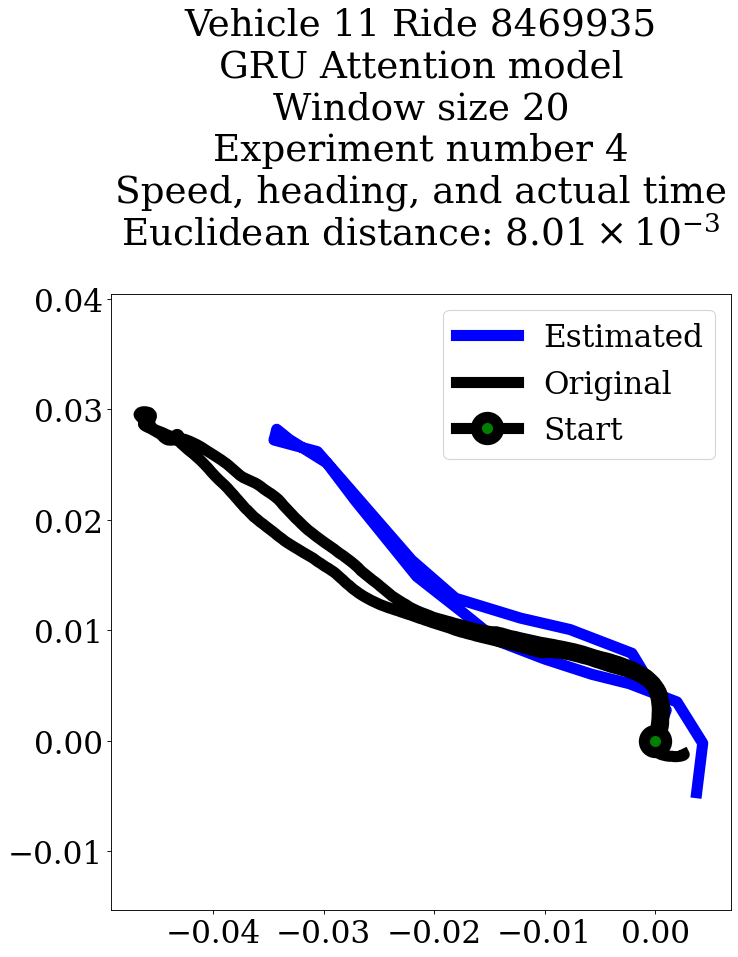 Vehicle 11 Ride 8469935
GRU Attention model
Window size 20
Experiment number 4
Speed, heading, and actual time
Euclidean distance: 8.01 × 10⁻³
Estimated
Original
Start
0.04
0.03
0.02
0.01
0.00
−0.01
−0.04 −0.03 −0.02 −0.01 0.00